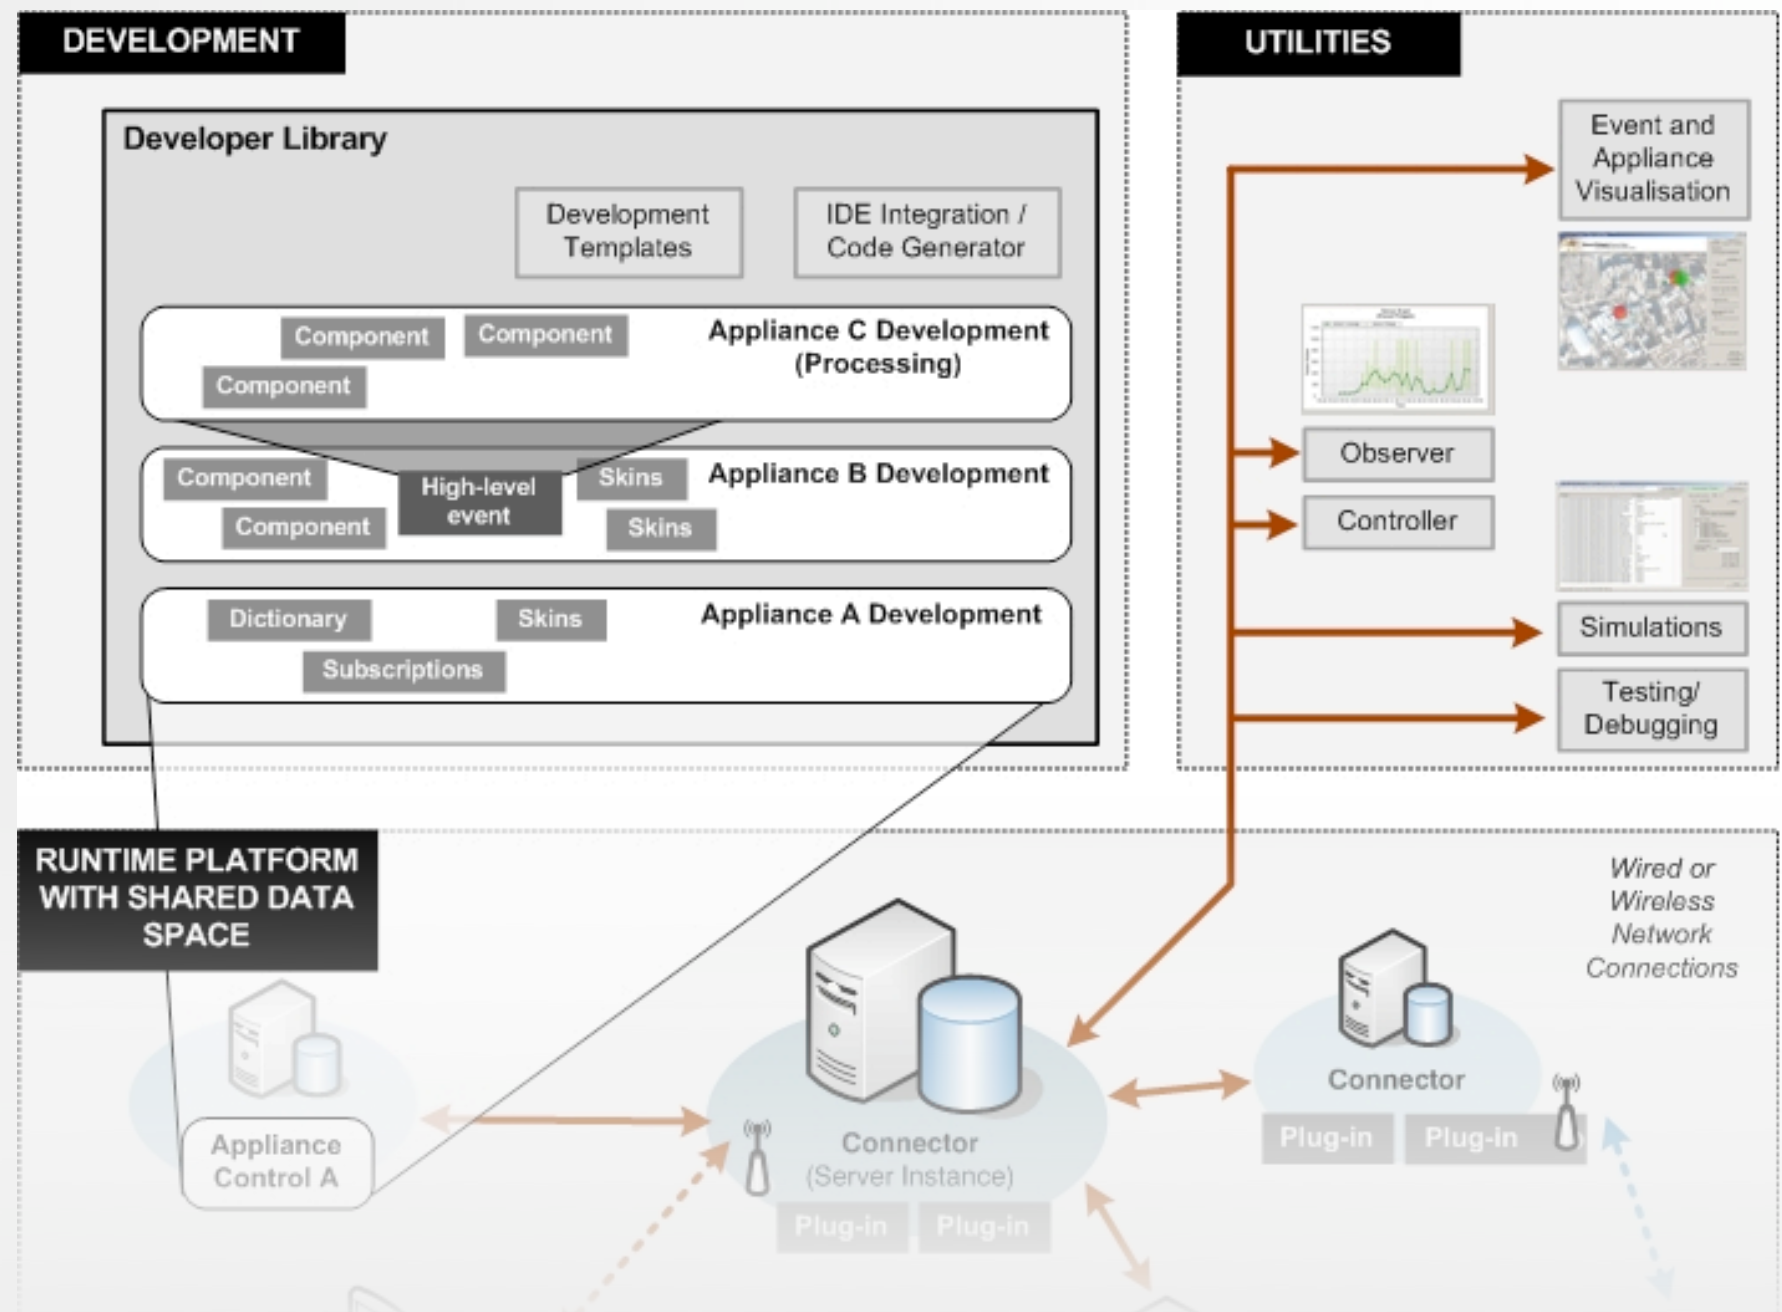 DEVELOPMENT
Developer Library
Development
Templates
IDE Integration /
Code Generator
Component
Component
Component
Appliance C Development
(Processing)
Component
Component
High-level
event
Skins
Skins
Appliance B Development
Dictionary
Skins
Subscriptions
Appliance A Development
UTILITIES
Event and
Appliance
Visualisation
Observer
Controller
Simulations
Testing/
Debugging
RUNTIME PLATFORM
WITH SHARED DATA
SPACE
Wired or
Wireless
Network
Connections
Appliance
Control A
Connector
(Server Instance)
Plug-in
Plug-in
Connector
Plug-in
Plug-in